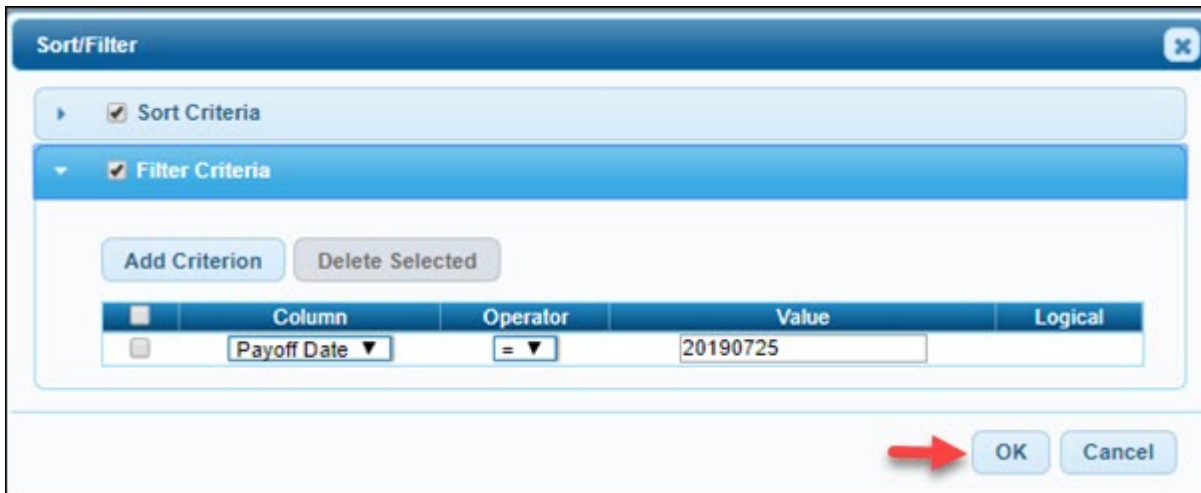 Sort/Filter
Sort Criteria
Filter Criteria
Add Criterion Delete Selected
Column Operator Value Logical
Payoff Date = 20190725
OK Cancel